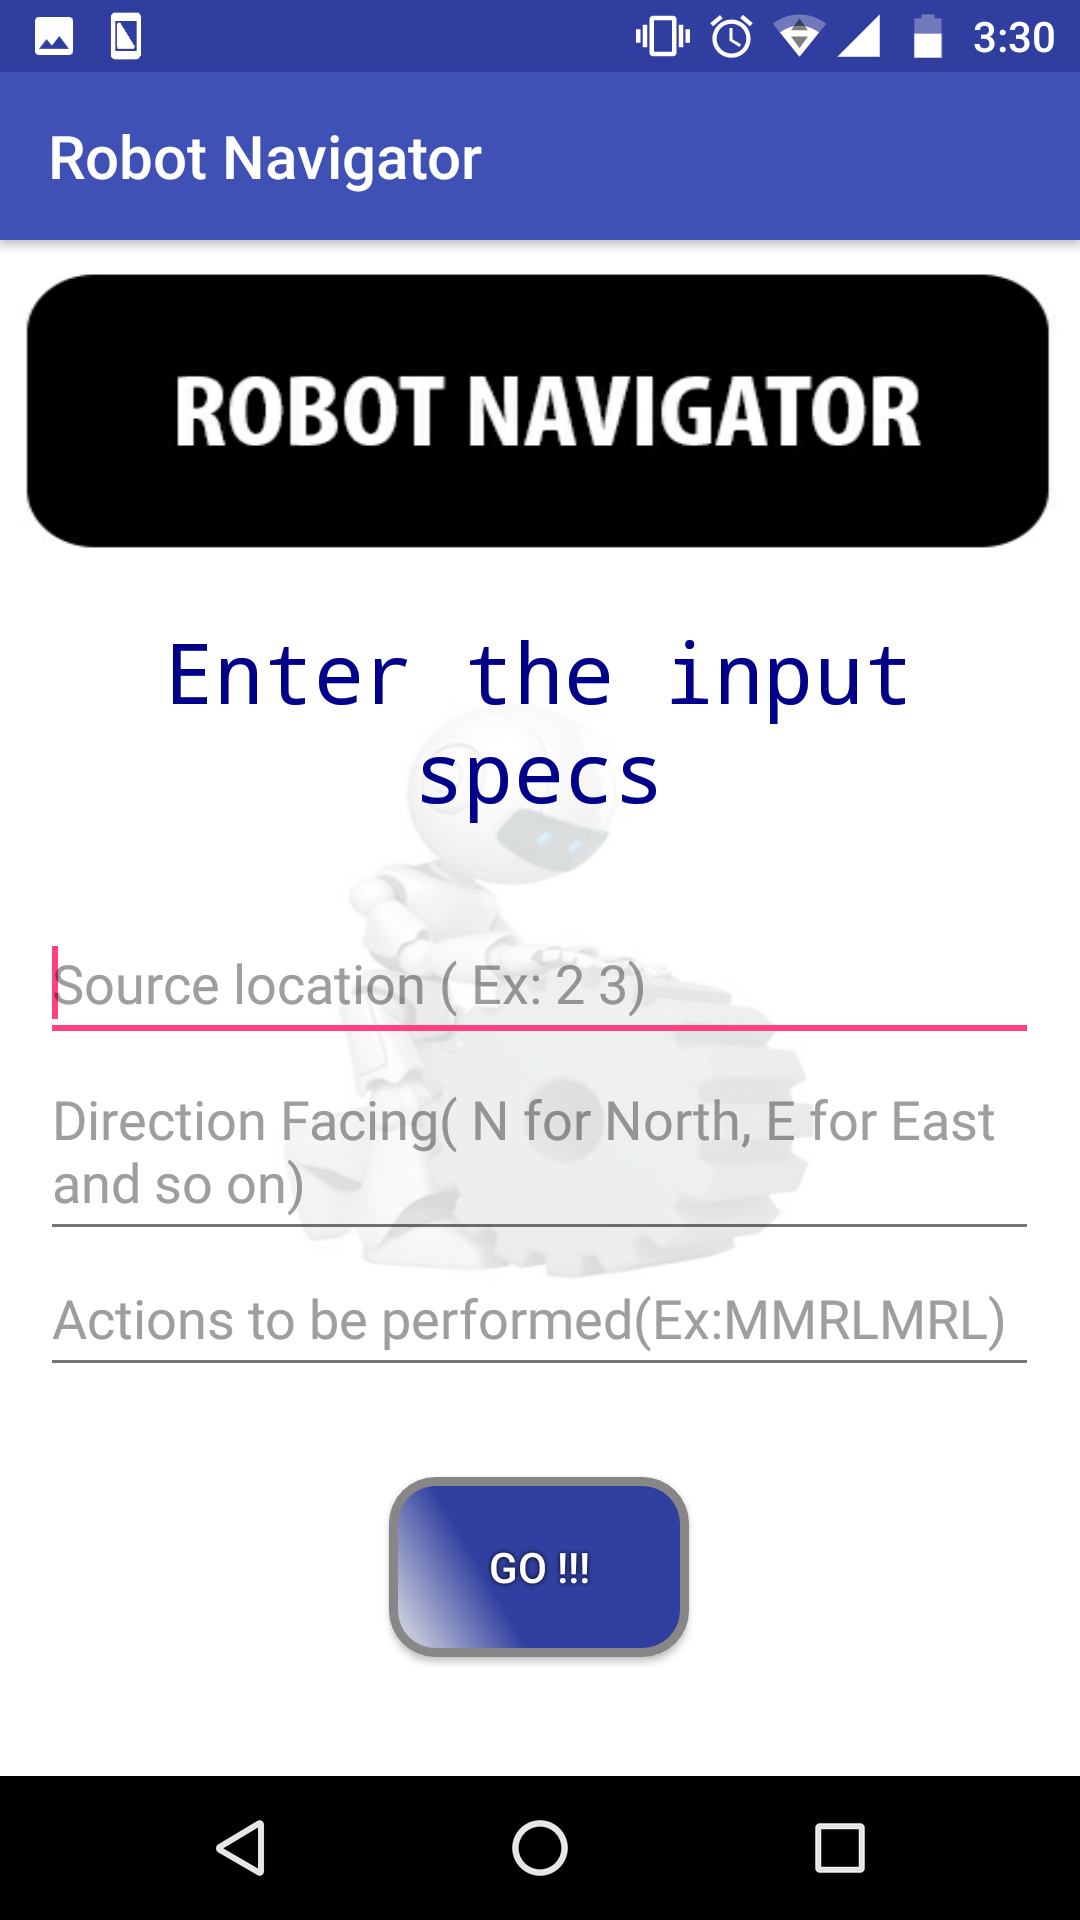 3:30
Robot Navigator
ROBOT NAVIGATOR
Enter the input
specs
Source location ( Ex: 2 3)
Direction Facing( N for North, E for East
and so on)
Actions to be performed(Ex:MMRLMRL)
GO !!!